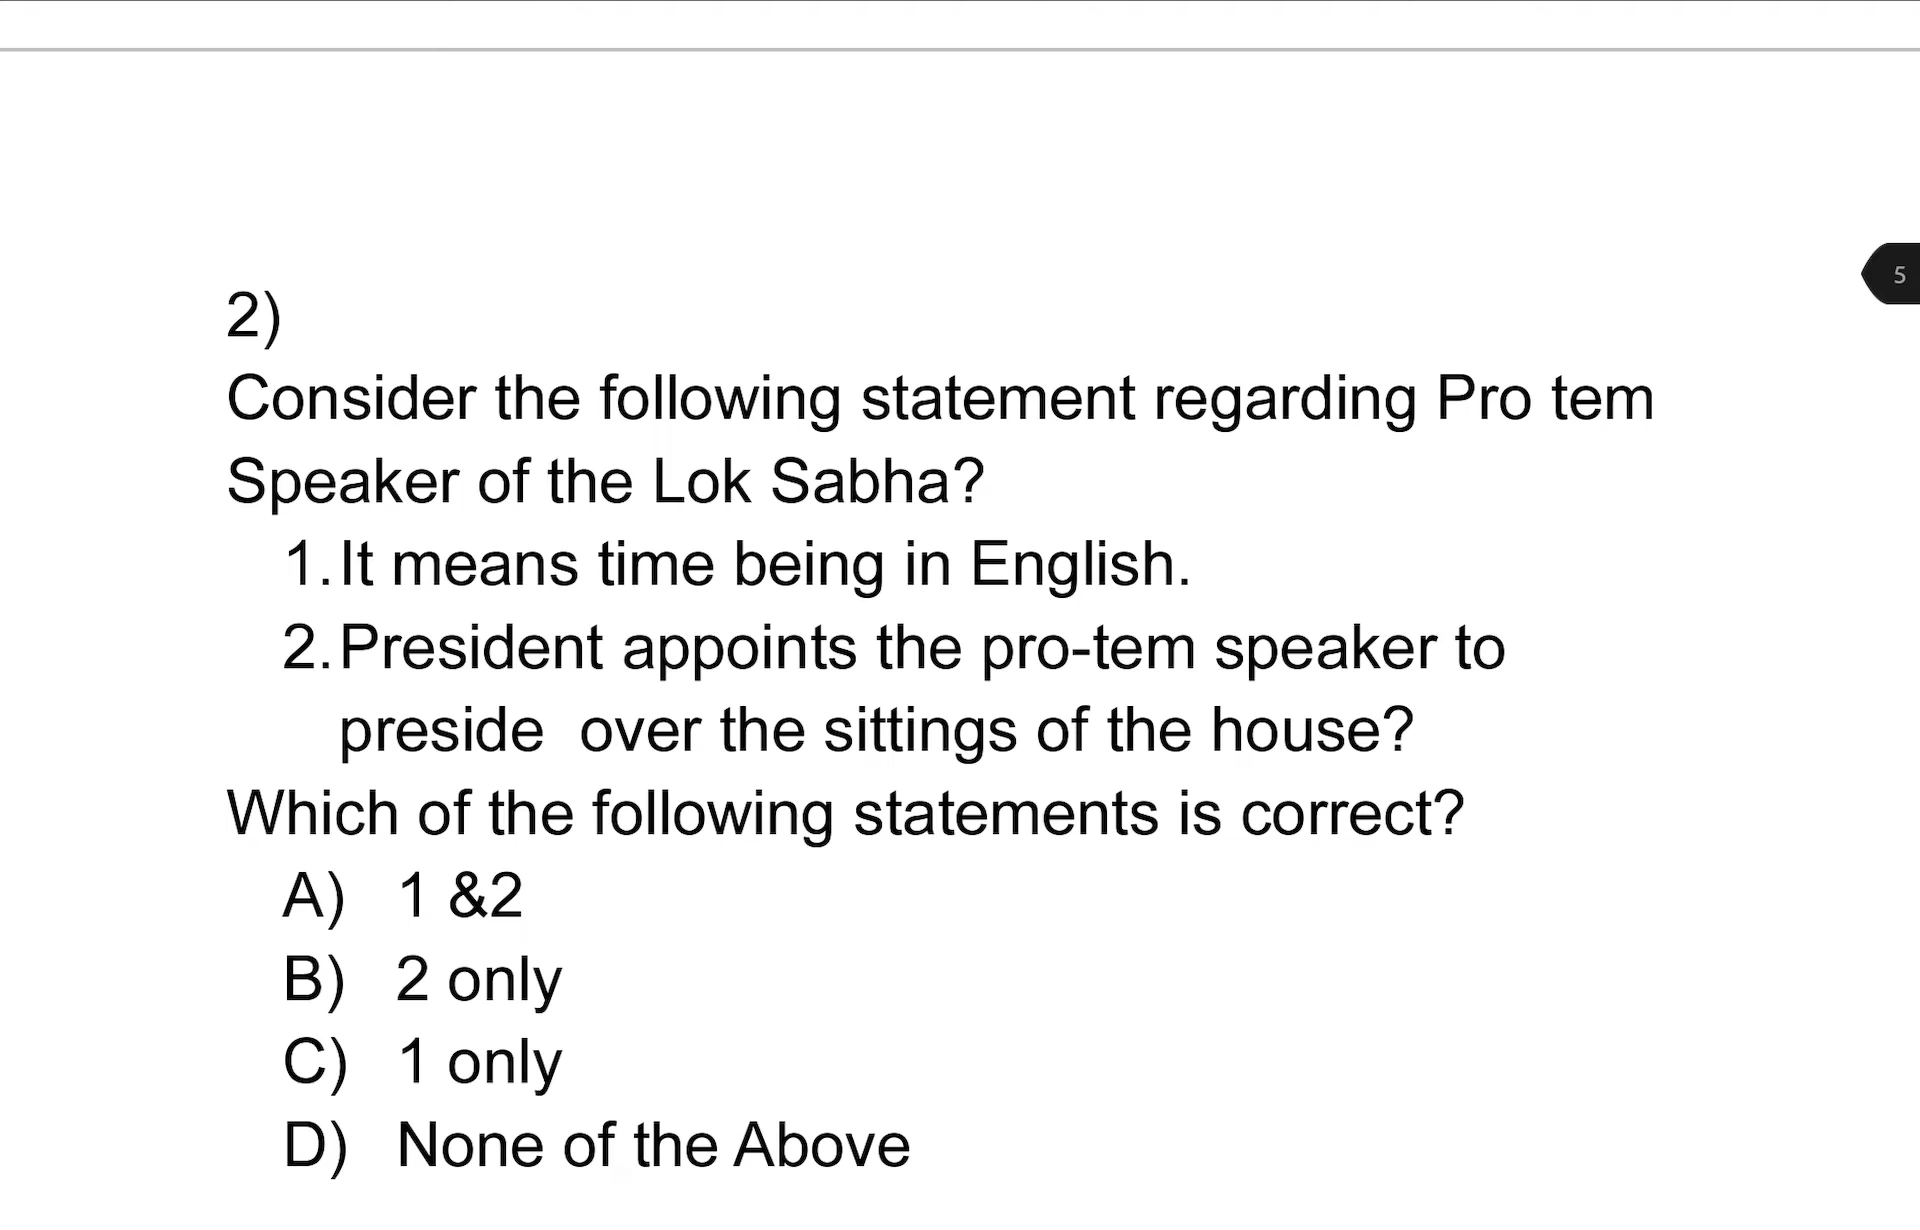 5
2)
Consider the following statement regarding Pro tem
Speaker of the Lok Sabha?
1. It means time being in English.
2. President appoints the pro-tem speaker to
preside  over the sittings of the house?
Which of the following statements is correct?
A) 1 &2
B) 2 only
C) 1 only
D) None of the Above